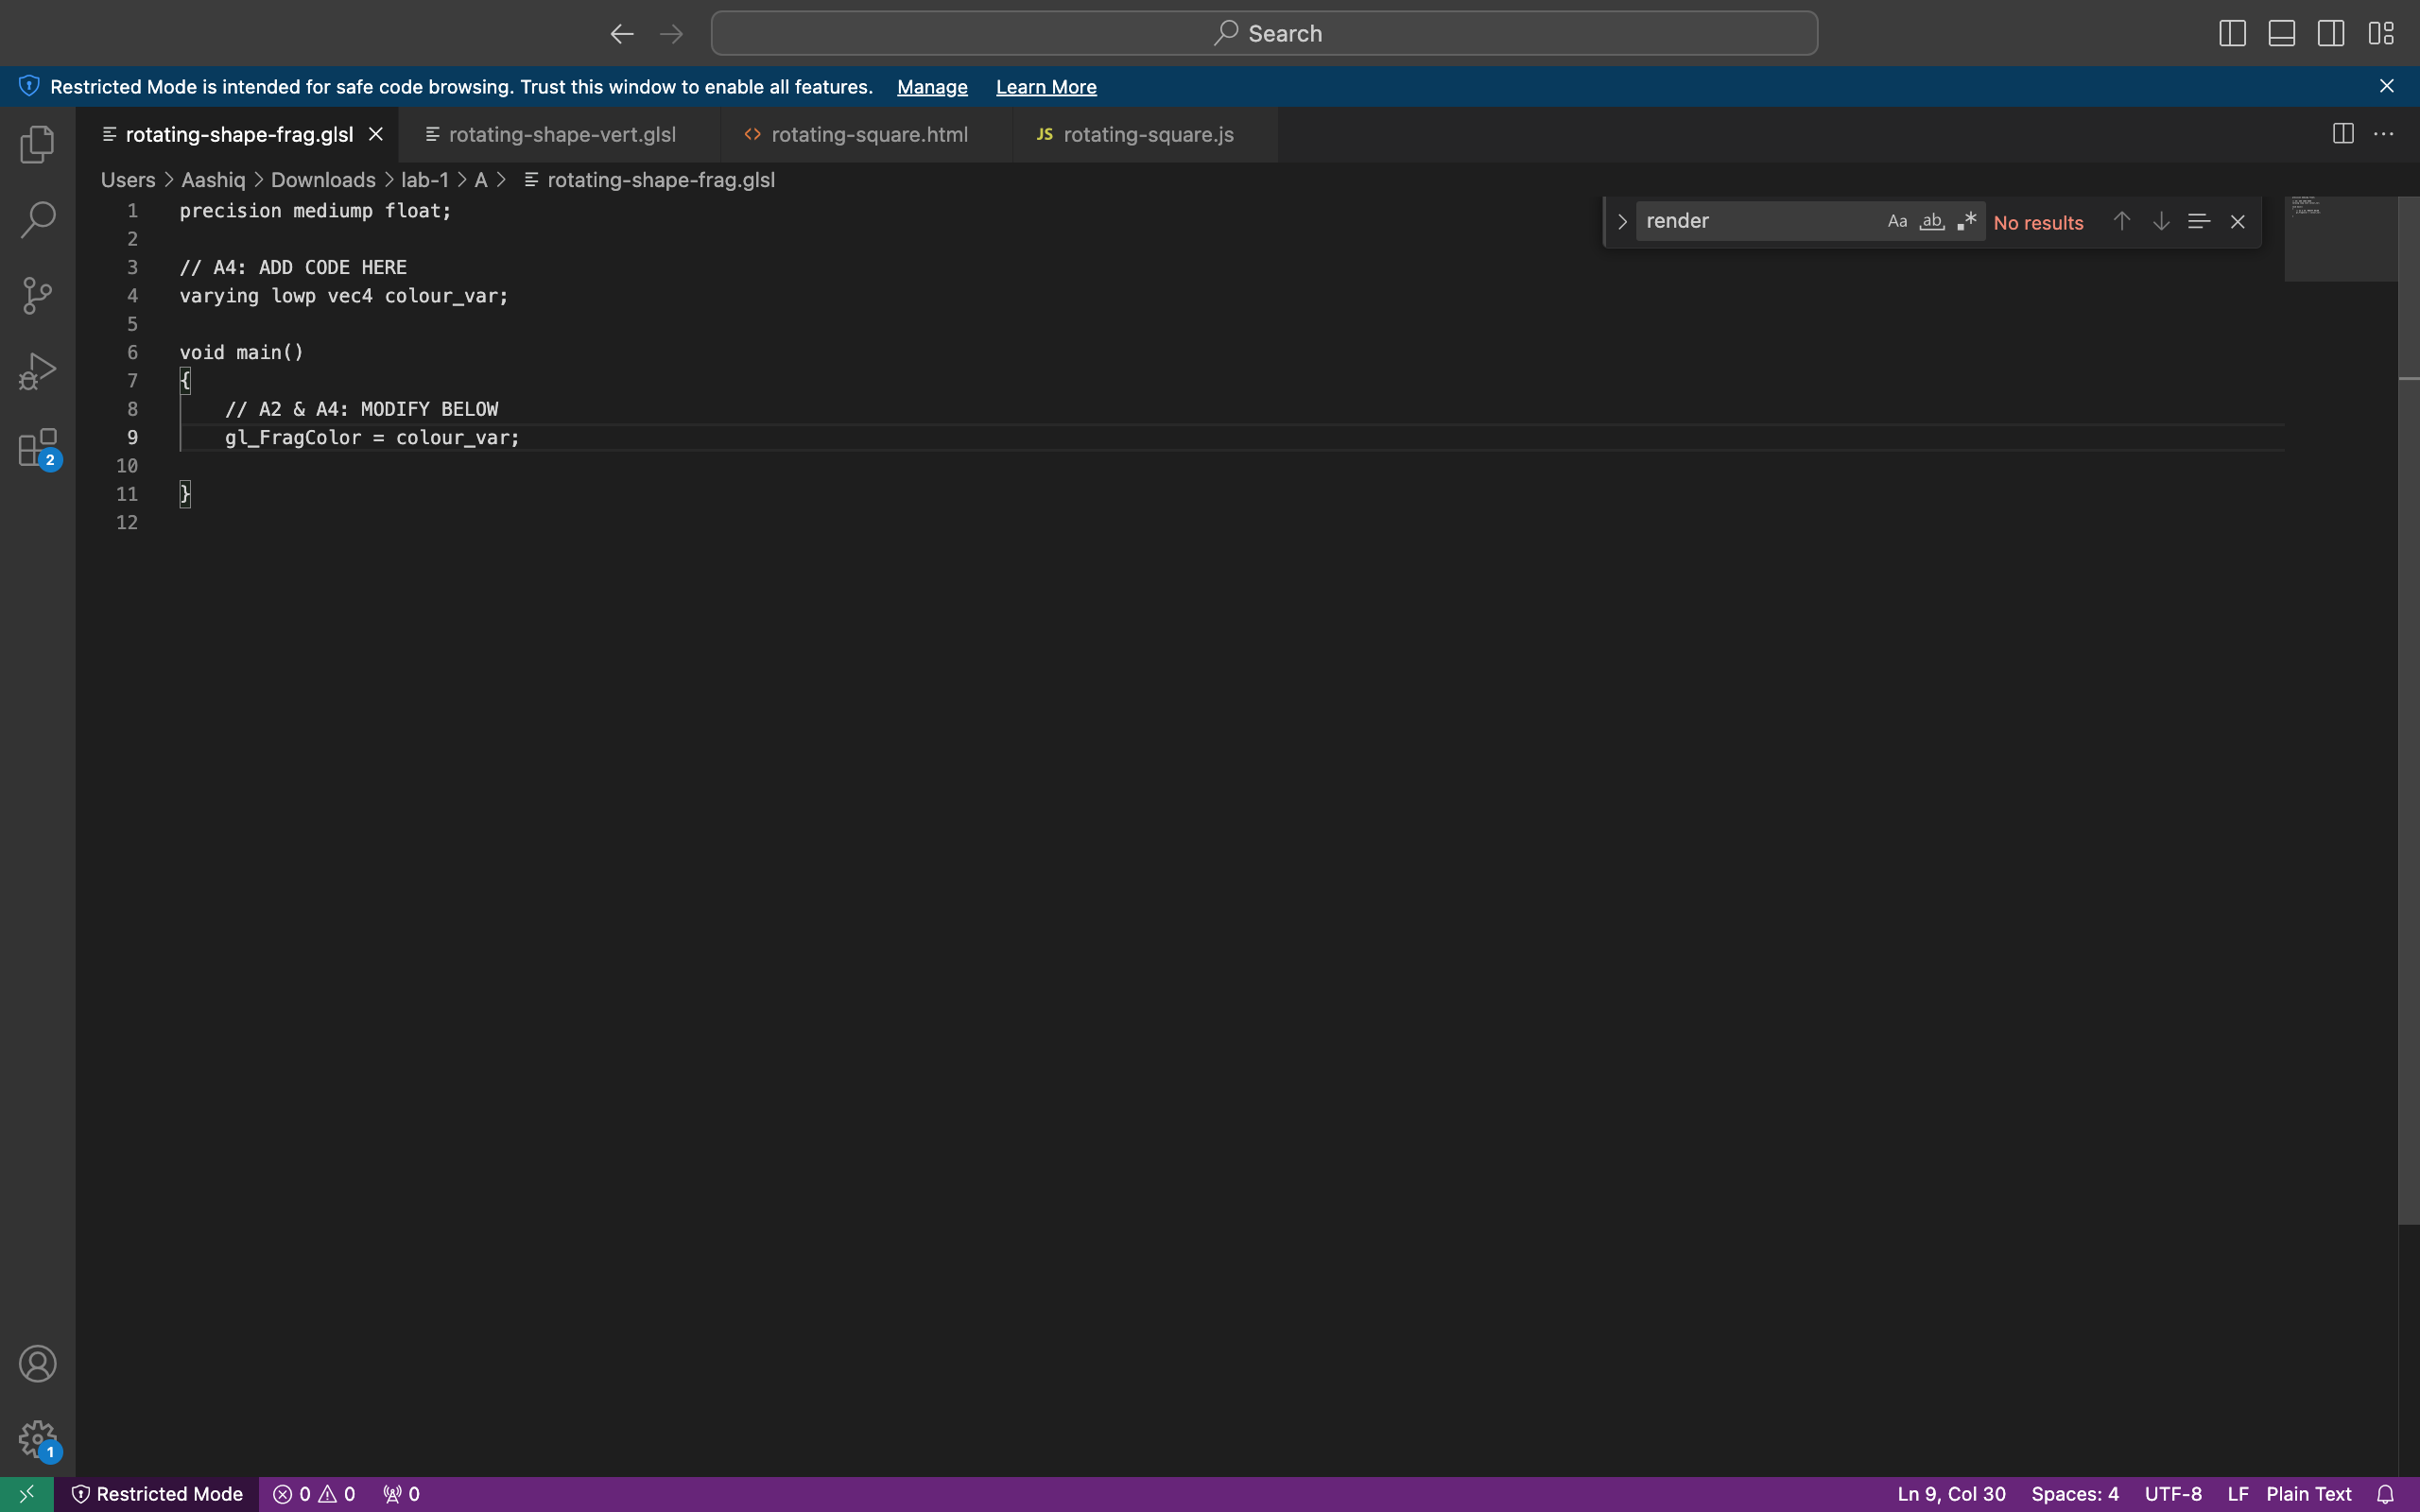 Search
Restricted Mode is intended for safe code browsing. Trust this window to enable all features. Manage Learn More
rotating-shape-frag.glsl rotating-shape-vert.glsl <> rotating-square.html JS rotating-square.js
Users > Aashiq > Downloads > lab-1 > A > rotating-shape-frag.glsl
render Aa ab .* No results
1 precision mediump float;
2
3 // A4: ADD CODE HERE
4 varying lowp vec4 colour_var;
5
6 void main()
7 {
8 // A2 & A4: MODIFY BELOW
9 gl_FragColor = colour_var;
10
11 }
12
2
1
Restricted Mode 0 0 0 Ln 9, Col 30 Spaces: 4 UTF-8 LF Plain Text